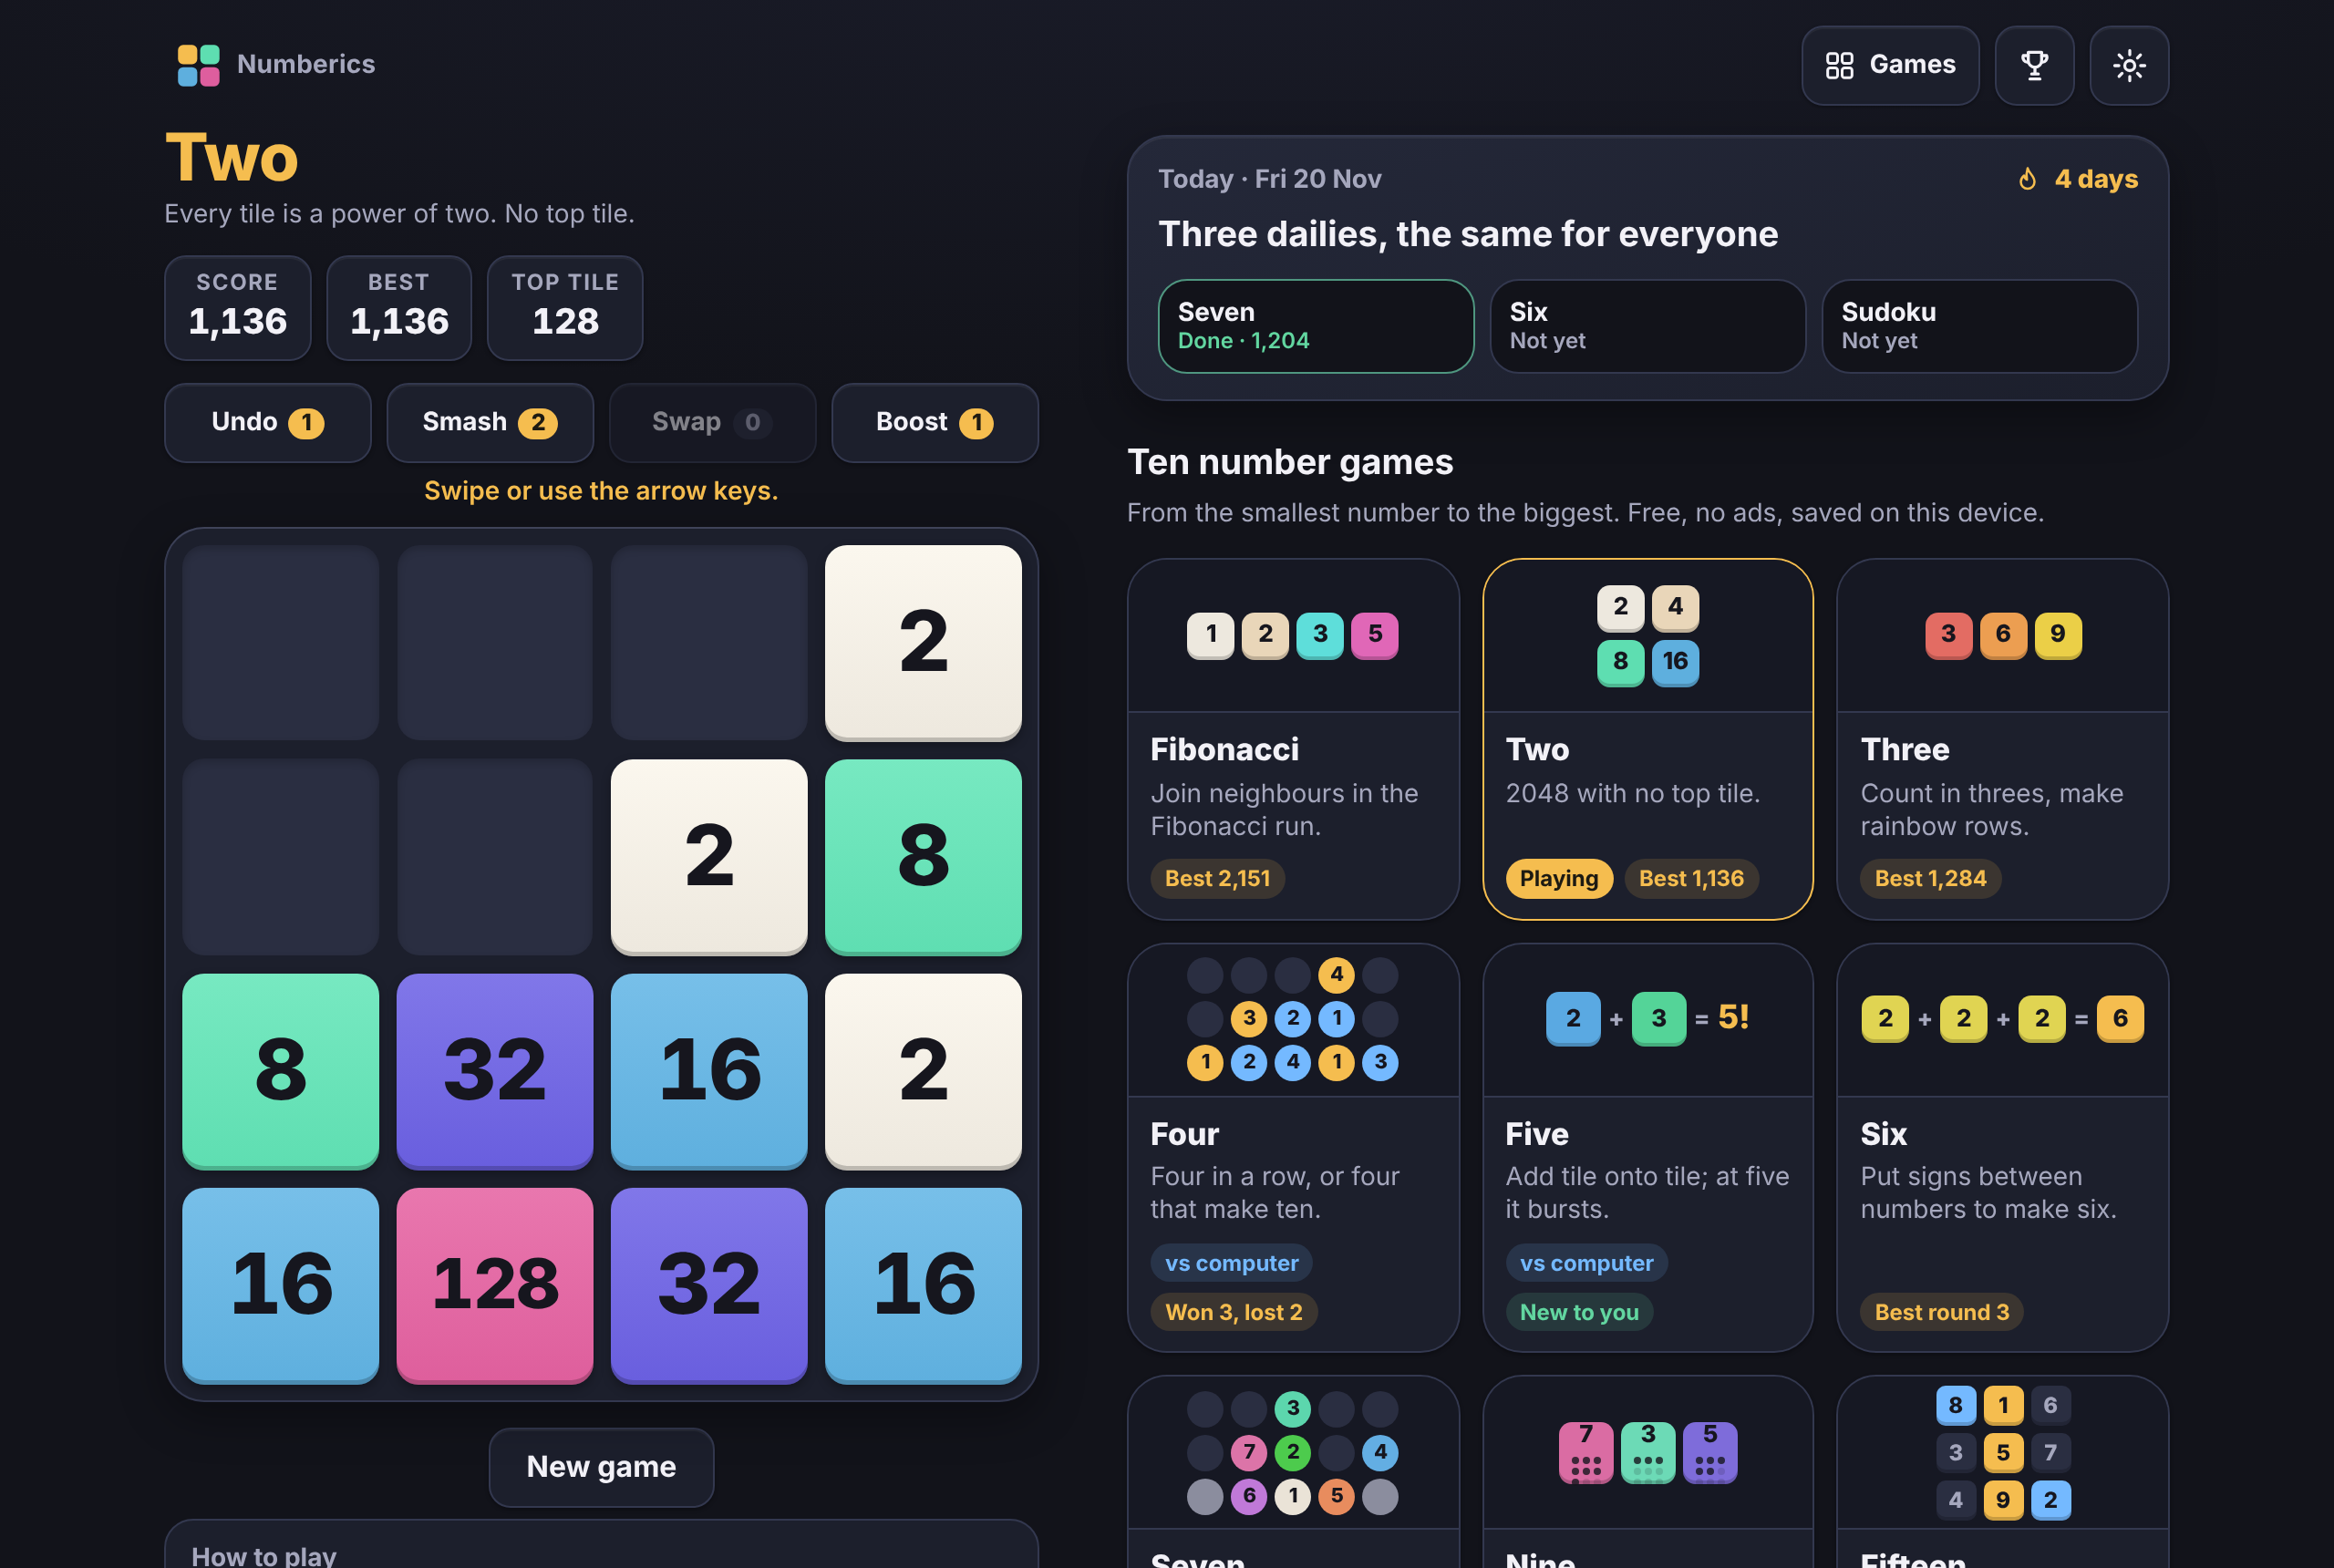 Numberics
Games
Two
Every tile is a power of two. No top tile.
SCORE
1,136
BEST
1,136
TOP TILE
128
Undo 1
Smash 2
Swap 0
Boost 1
Swipe or use the arrow keys.
2
2 8
8 32 16 2
16 128 32 16
New game
How to play
Today · Fri 20 Nov
4 days
Three dailies, the same for everyone
Seven
Done · 1,204
Six
Not yet
Sudoku
Not yet
Ten number games
From the smallest number to the biggest. Free, no ads, saved on this device.
1 2 3 5
Fibonacci
Join neighbours in the
Fibonacci run.
Best 2,151
2 4
8 16
Two
2048 with no top tile.
Playing Best 1,136
3 6 9
Three
Count in threes, make
rainbow rows.
Best 1,284
4
3 2 1
1 2 4 1 3
Four
Four in a row, or four
that make ten.
vs computer
Won 3, lost 2
2 + 3 = 5!
Five
Add tile onto tile; at five
it bursts.
vs computer
New to you
2 + 2 + 2 = 6
Six
Put signs between
numbers to make six.
Best round 3
3
7 2 4
6 1 5
Seven
7 3 5
Nine
8 1 6
3 5 7
4 9 2
Fifteen